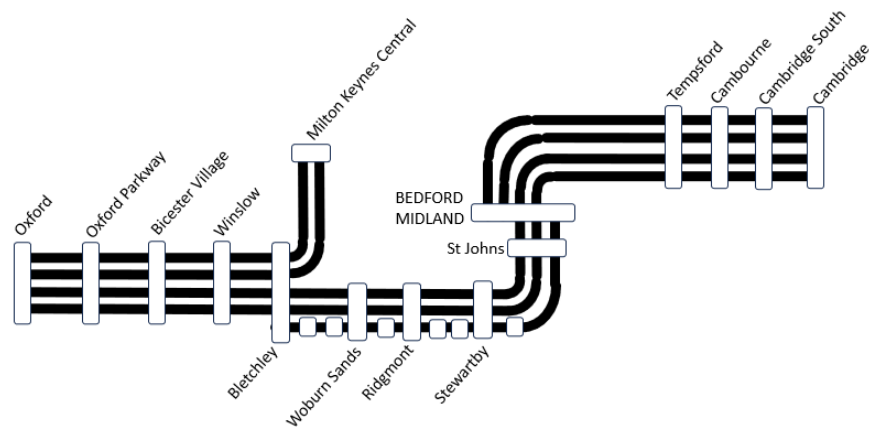 Oxford
Oxford Parkway
Bicester Village
Winslow
Bletchley
Milton Keynes Central
Woburn Sands
Ridgmont
Stewartby
St Johns
BEDFORD
MIDLAND
Tempsford
Cambourne
Cambridge South
Cambridge